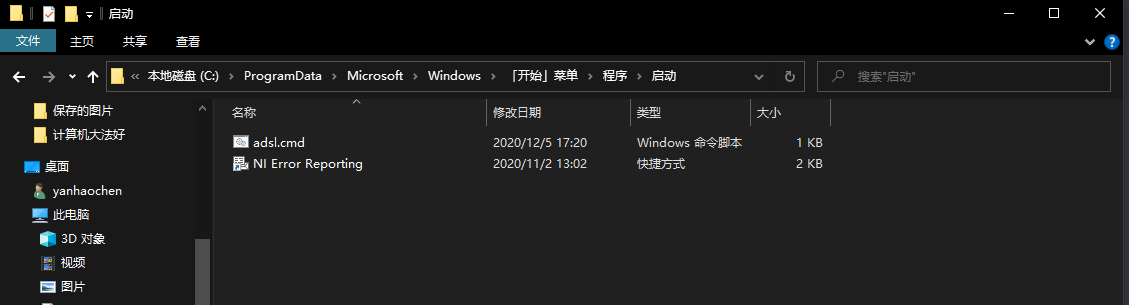 启动
文件 主页 共享 查看
« 本地磁盘 (C:) › ProgramData › Microsoft › Windows › 「开始」菜单 › 程序 › 启动
搜索"启动"
名称 修改日期 类型 大小
adsl.cmd 2020/12/5 17:20 Windows 命令脚本 1 KB
NI Error Reporting 2020/11/2 13:02 快捷方式 2 KB
保存的图片
计算机大法好
桌面
yanhaochen
此电脑
3D 对象
视频
图片